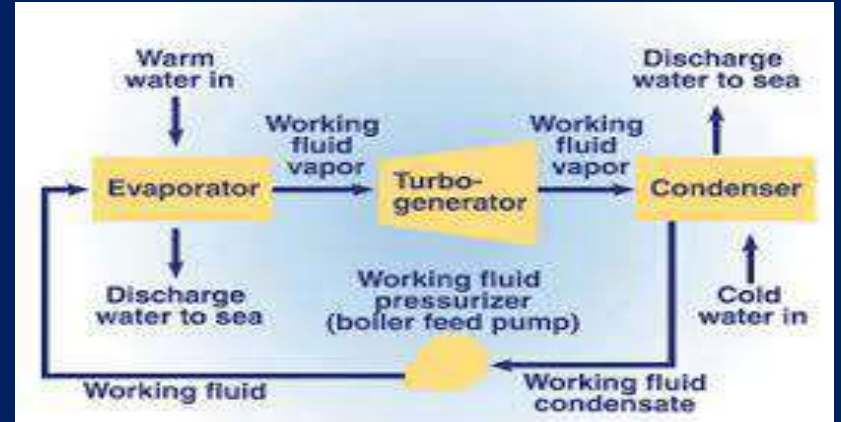 Warm
water in
Discharge
water to sea
Working
fluid
vapor
Working
fluid
vapor
Evaporator
Turbo-
generator
Condenser
Discharge
water to sea
Working fluid
pressurizer
(boiler feed pump)
Cold
water in
Working fluid
Working fluid
condensate